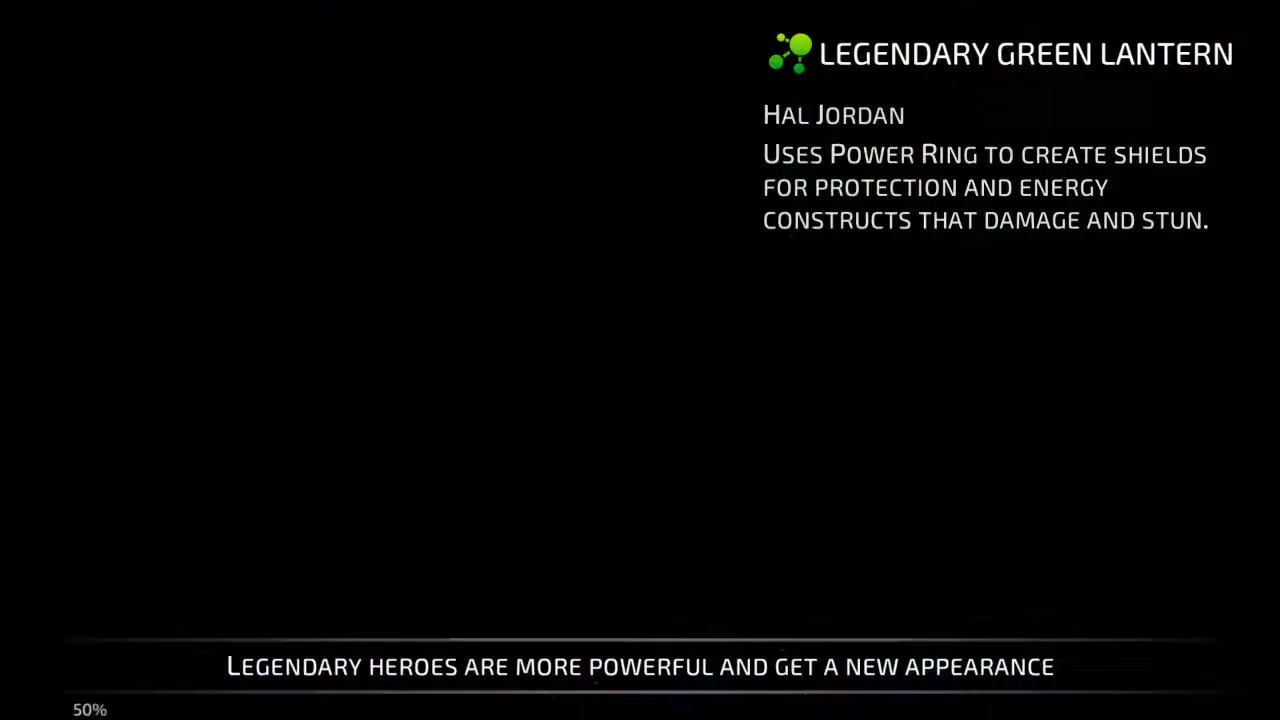 LEGENDARY GREEN LANTERN
HAL JORDAN
USES POWER RING TO CREATE SHIELDS
FOR PROTECTION AND ENERGY
CONSTRUCTS THAT DAMAGE AND STUN.
LEGENDARY HEROES ARE MORE POWERFUL AND GET A NEW APPEARANCE
50%